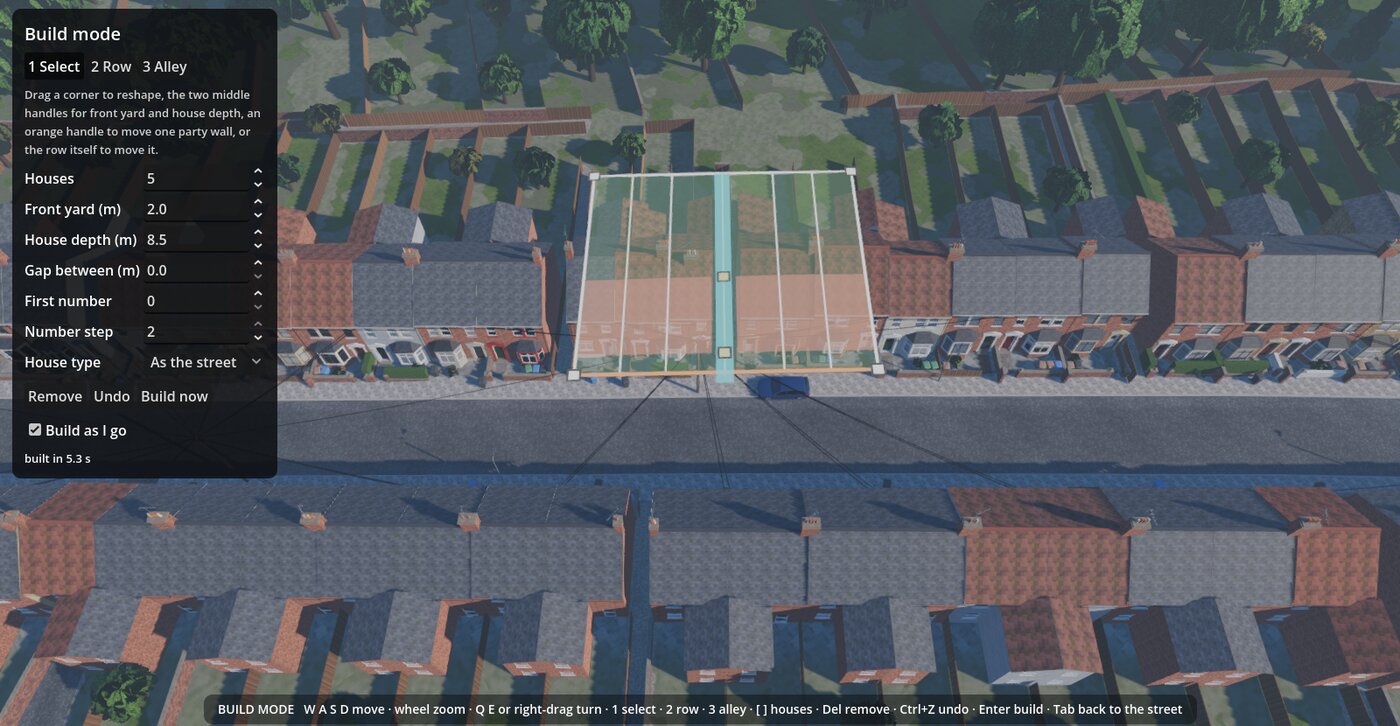 Build mode
1 Select 2 Row 3 Alley
Drag a corner to reshape, the two middle
handles for front yard and house depth, an
orange handle to move one party wall, or
the row itself to move it.
Houses 5
Front yard (m) 2.0
House depth (m) 8.5
Gap between (m) 0.0
First number 0
Number step 2
House type As the street
Remove Undo Build now
Build as I go
built in 5.3 s
BUILD MODE W A S D move · wheel zoom · Q E or right-drag turn · 1 select · 2 row · 3 alley · [ ] houses · Del remove · Ctrl+Z undo · Enter build · Tab back to the street